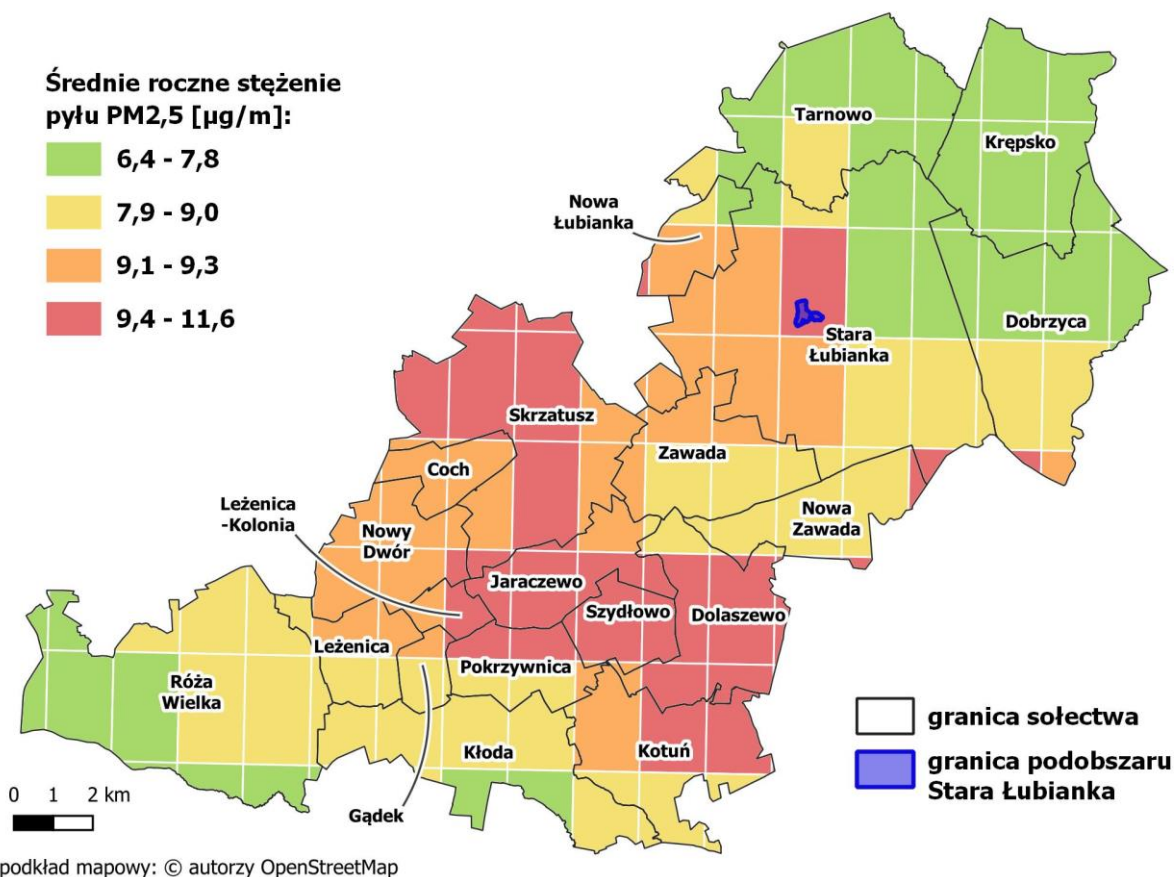 Średnie roczne stężenie
pyłu PM2,5 [µg/m]:
6,4 - 7,8
7,9 - 9,0
9,1 - 9,3
9,4 - 11,6
Tarnowo
Krępsko
Nowa
Łubianka
Dobrzyca
Stara
Łubianka
Skrzatusz
Zawada
Coch
Leżenica
-Kolonia
Nowa
Zawada
Nowy
Dwór
Jaraczewo
Szydłowo
Dolaszewo
Leżenica
Pokrzywnica
Róża
Wielka
Kłoda
Kotuń
Gądek
granica sołectwa
granica podobszaru
Stara Łubianka
0 1 2 km
podkład mapowy: © autorzy OpenStreetMap